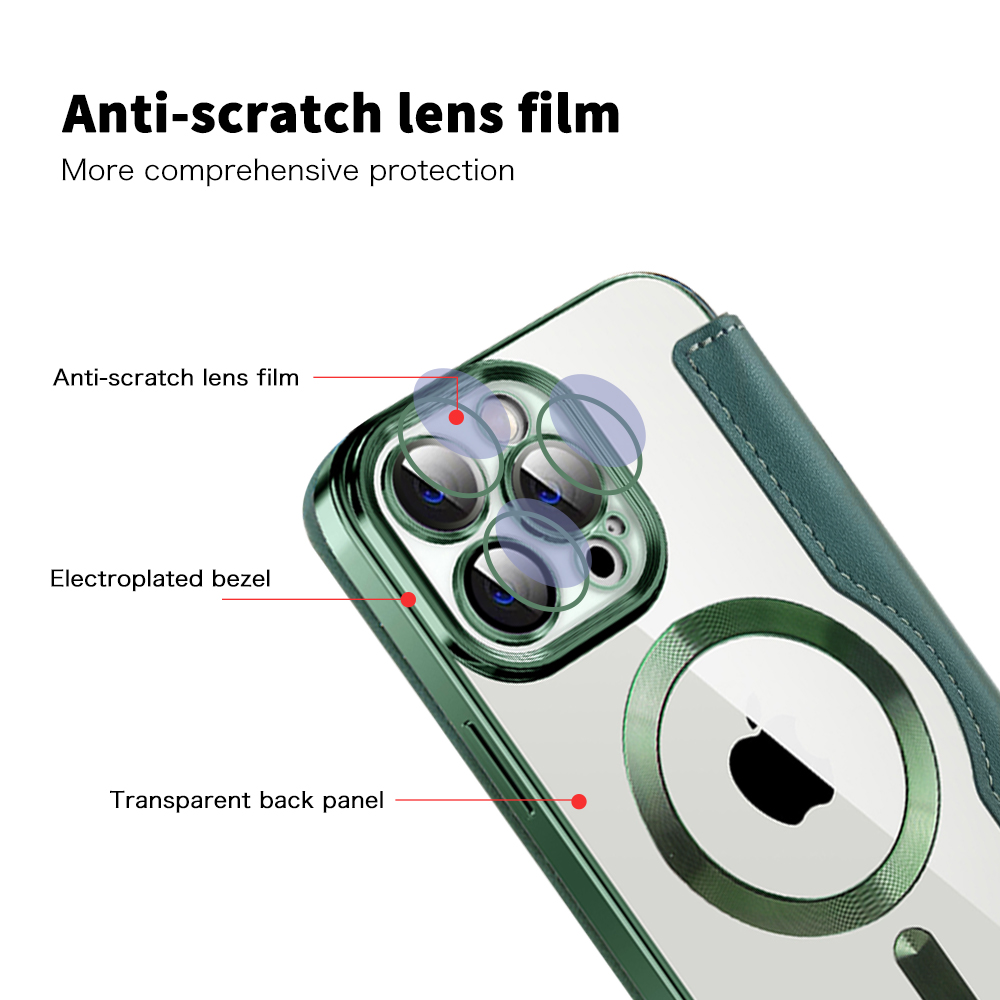 Anti-scratch lens film
More comprehensive protection
Anti-scratch lens film
Electroplated bezel
Transparent back panel